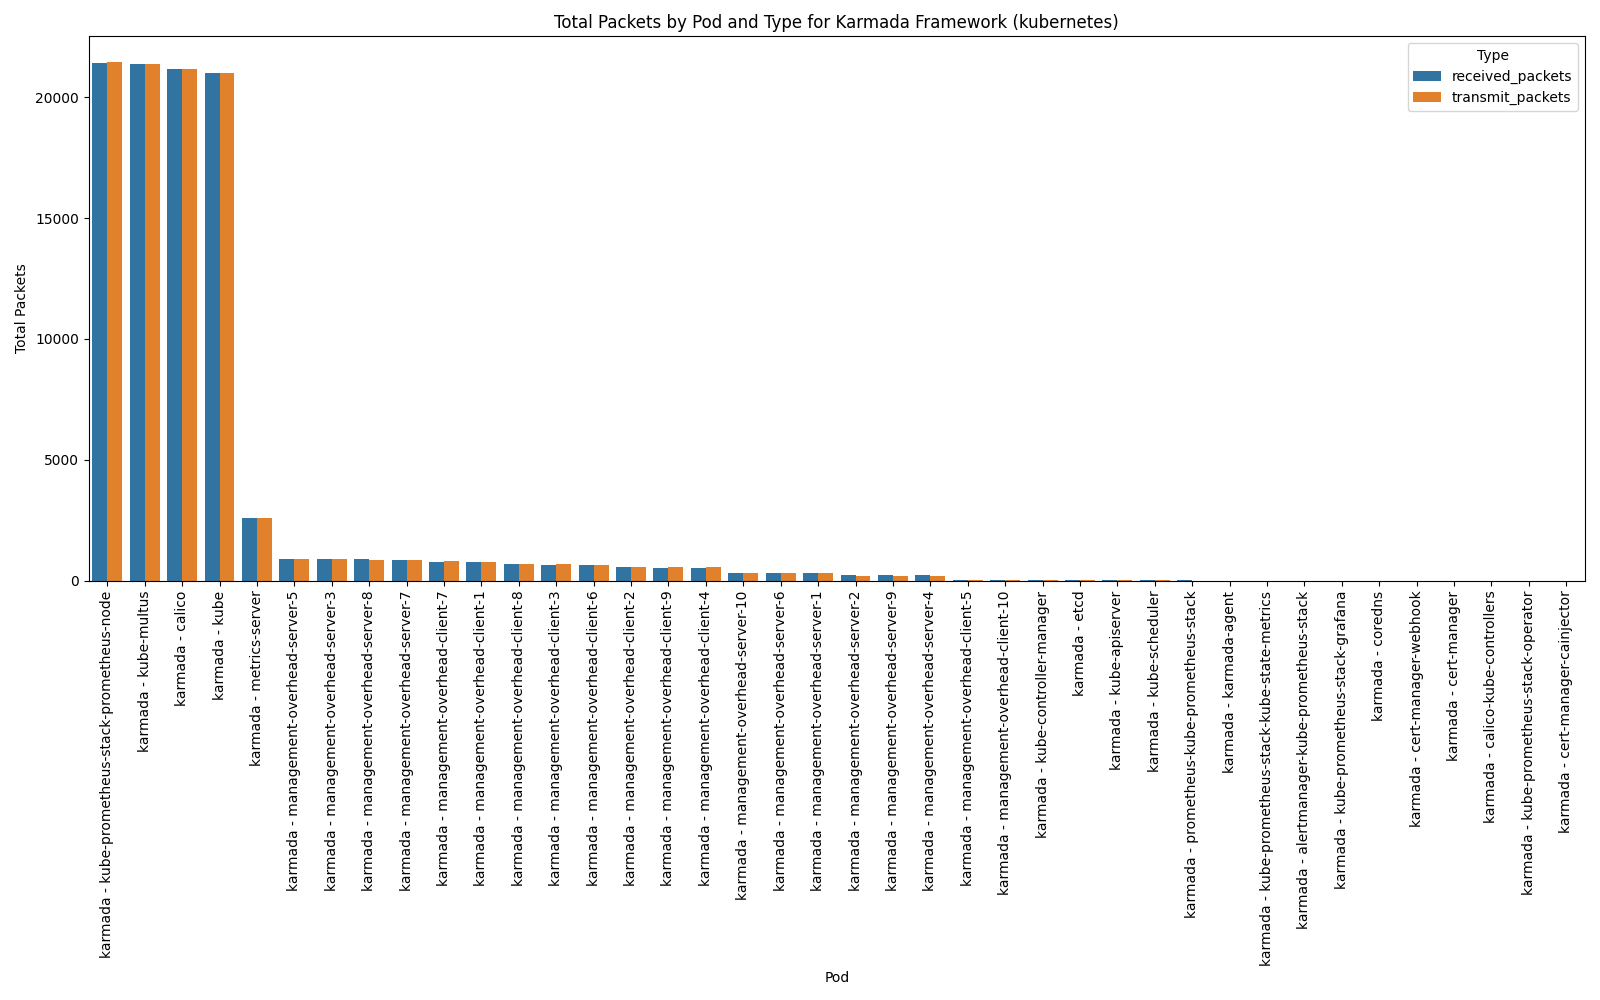 Total Packets by Pod and Type for Karmada Framework (kubernetes)
Type
received_packets
transmit_packets
Total Packets
20000
15000
10000
5000
0
karmada - kube-prometheus-stack-prometheus-node
karmada - kube-multus
karmada - calico
karmada - kube
karmada - metrics-server
karmada - management-overhead-server-5
karmada - management-overhead-server-3
karmada - management-overhead-server-8
karmada - management-overhead-server-7
karmada - management-overhead-client-7
karmada - management-overhead-client-1
karmada - management-overhead-client-8
karmada - management-overhead-client-3
karmada - management-overhead-client-6
karmada - management-overhead-client-2
karmada - management-overhead-client-9
karmada - management-overhead-client-4
karmada - management-overhead-server-10
karmada - management-overhead-server-6
karmada - management-overhead-server-1
karmada - management-overhead-server-2
karmada - management-overhead-server-9
karmada - management-overhead-server-4
karmada - management-overhead-client-5
karmada - management-overhead-client-10
karmada - kube-controller-manager
karmada - etcd
karmada - kube-apiserver
karmada - kube-scheduler
karmada - prometheus-kube-prometheus-stack
karmada - karmada-agent
karmada - kube-prometheus-stack-kube-state-metrics
karmada - alertmanager-kube-prometheus-stack
karmada - kube-prometheus-stack-grafana
karmada - coredns
karmada - cert-manager-webhook
karmada - cert-manager
karmada - calico-kube-controllers
karmada - kube-prometheus-stack-operator
karmada - cert-manager-cainjector
Pod